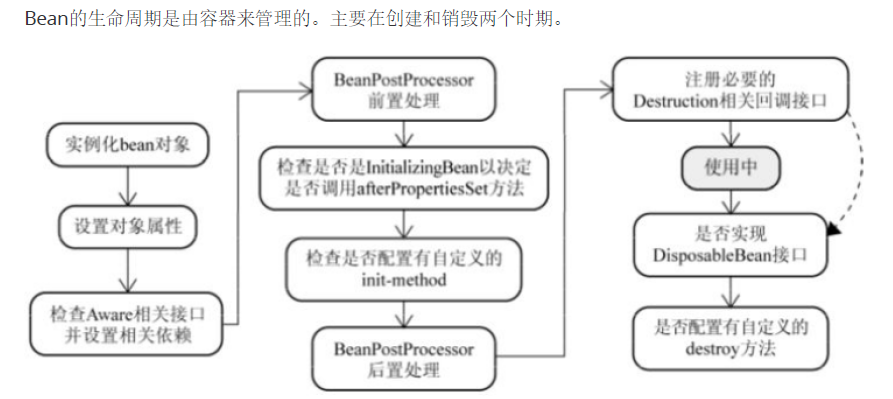 Bean的生命周期是由容器来管理的。主要在创建和销毁两个时期。
实例化bean对象
设置对象属性
检查Aware相关接口
并设置相关依赖
BeanPostProcessor
前置处理
检查是否是InitializingBean以决定
是否调用afterPropertiesSet方法
检查是否配置有自定义的
init-method
BeanPostProcessor
后置处理
注册必要的
Destruction相关回调接口
使用中
是否实现
DisposableBean接口
是否配置有自定义的
destroy方法